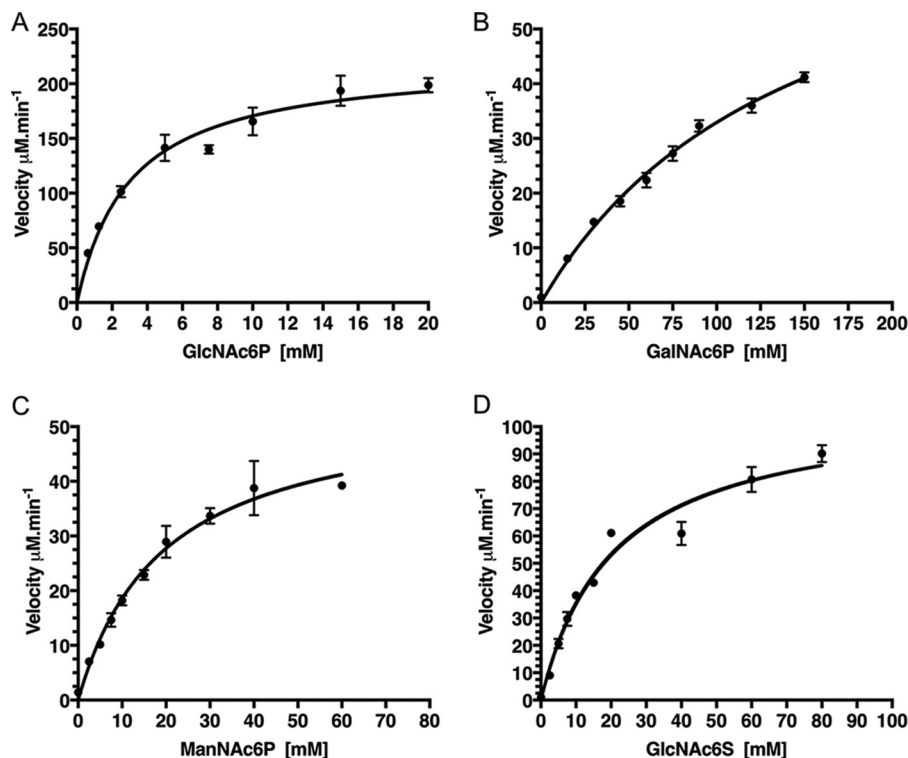 A
250
200
150
100
50
0
Velocity μM.min⁻¹
0 2 4 6 8 10 12 14 16 18 20
GlcNAc6P [mM]
B
50
40
30
20
10
0
Velocity μM.min⁻¹
0 25 50 75 100 125 150 175 200
GalNAc6P [mM]
C
50
40
30
20
10
0
Velocity μM.min⁻¹
0 10 20 30 40 50 60 70 80
ManNAc6P [mM]
D
100
90
80
70
60
50
40
30
20
10
0
Velocity μM.min⁻¹
0 10 20 30 40 50 60 70 80 90 100
GlcNAc6S [mM]